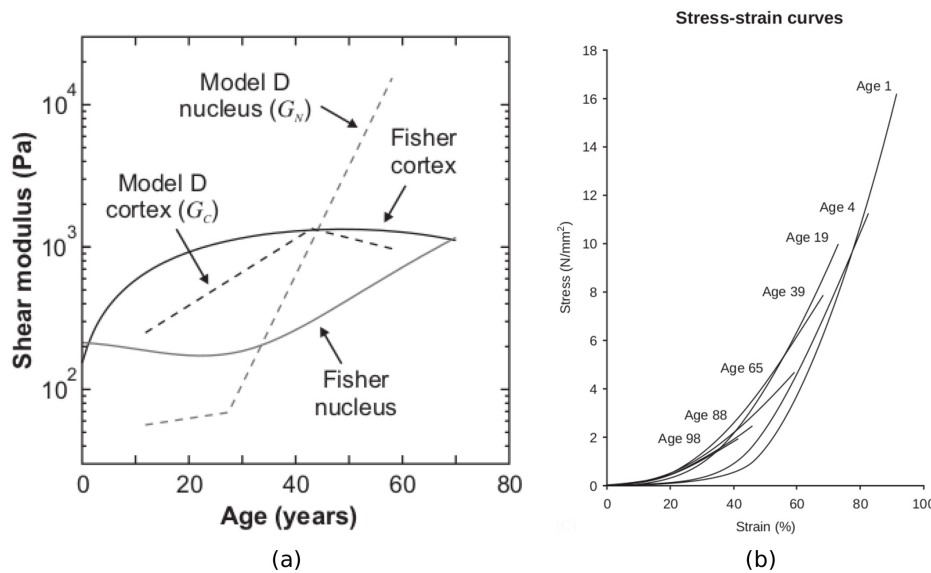 Shear modulus (Pa)
10^4
10^3
10^2
Model D
nucleus (G_N)
Fisher
cortex
Model D
cortex (G_C)
Fisher
nucleus
0 20 40 60 80
Age (years)
(a)
Stress-strain curves
Stress (N/mm²)
18
16
14
12
10
8
6
4
2
0
Age 1
Age 4
Age 19
Age 39
Age 65
Age 88
Age 98
0 20 40 60 80 100
Strain (%)
(b)